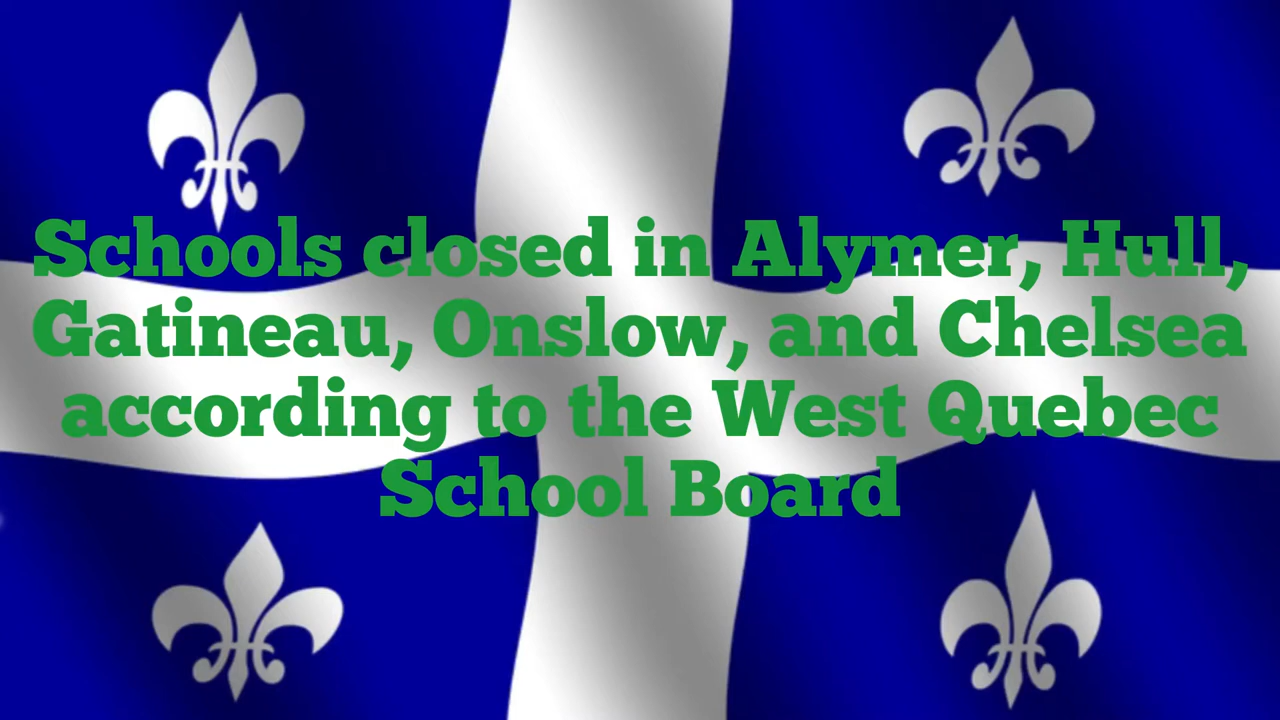 Schools closed in Alymer, Hull,
Gatineau, Onslow, and Chelsea
according to the West Quebec
School Board